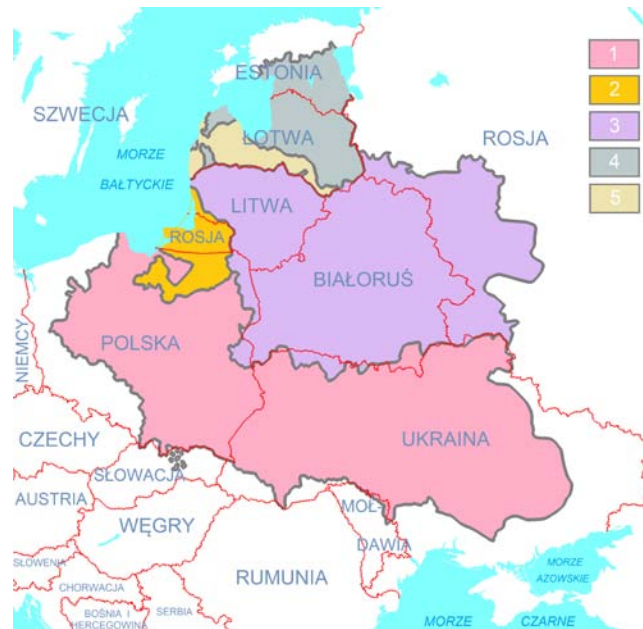 ESTONIA
1
SZWECJA
2
ŁOTWA
ROSJA
3
MORZE
BAŁTYCKIE
4
LITWA
5
ROSJA
BIAŁORUŚ
POLSKA
NIEMCY
UKRAINA
CZECHY
SŁOWACJA
AUSTRIA
MOŁ-
WĘGRY
DAWIA
SŁOWENIA
MORZE
AZOWSKIE
RUMUNIA
CHORWACJA
BOŚNIA I
HERCEGOWINA
SERBIA
MORZE CZARNE